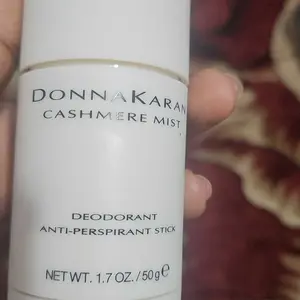 DONNAKARAN
CASHMERE MIST
DEODORANT
ANTI-PERSPIRANT STICK
NET WT. 1.7 OZ. / 50g ℮